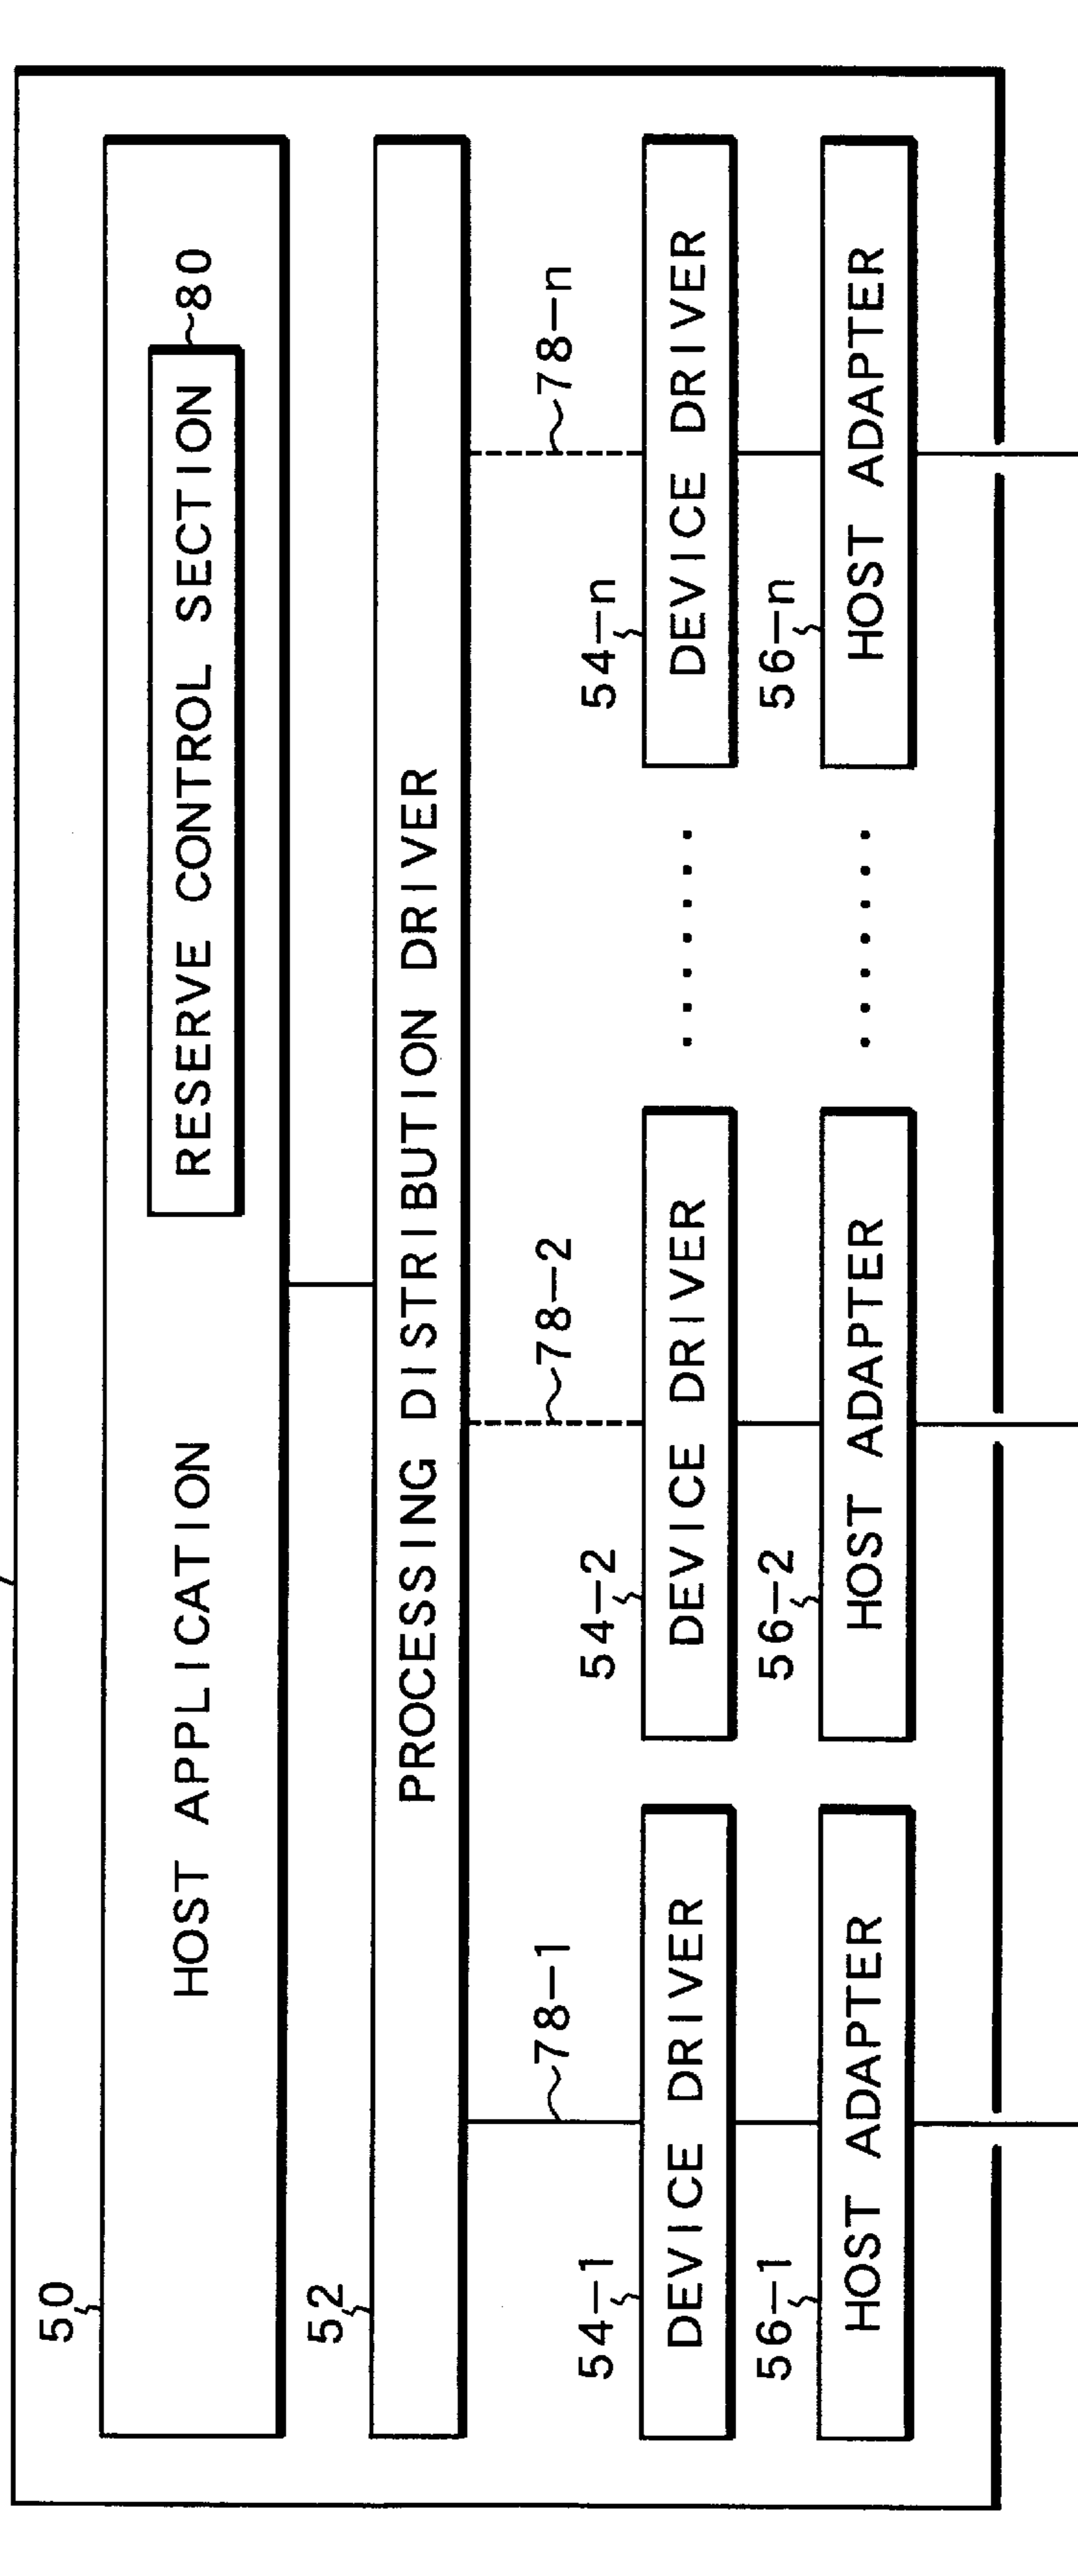 50
HOST APPLICATION
RESERVE CONTROL SECTION
80
52
PROCESSING DISTRIBUTION DRIVER
78-1
78-2
78-n
54-1
DEVICE DRIVER
54-2
DEVICE DRIVER
......
54-n
DEVICE DRIVER
56-1
HOST ADAPTER
56-2
HOST ADAPTER
......
56-n
HOST ADAPTER